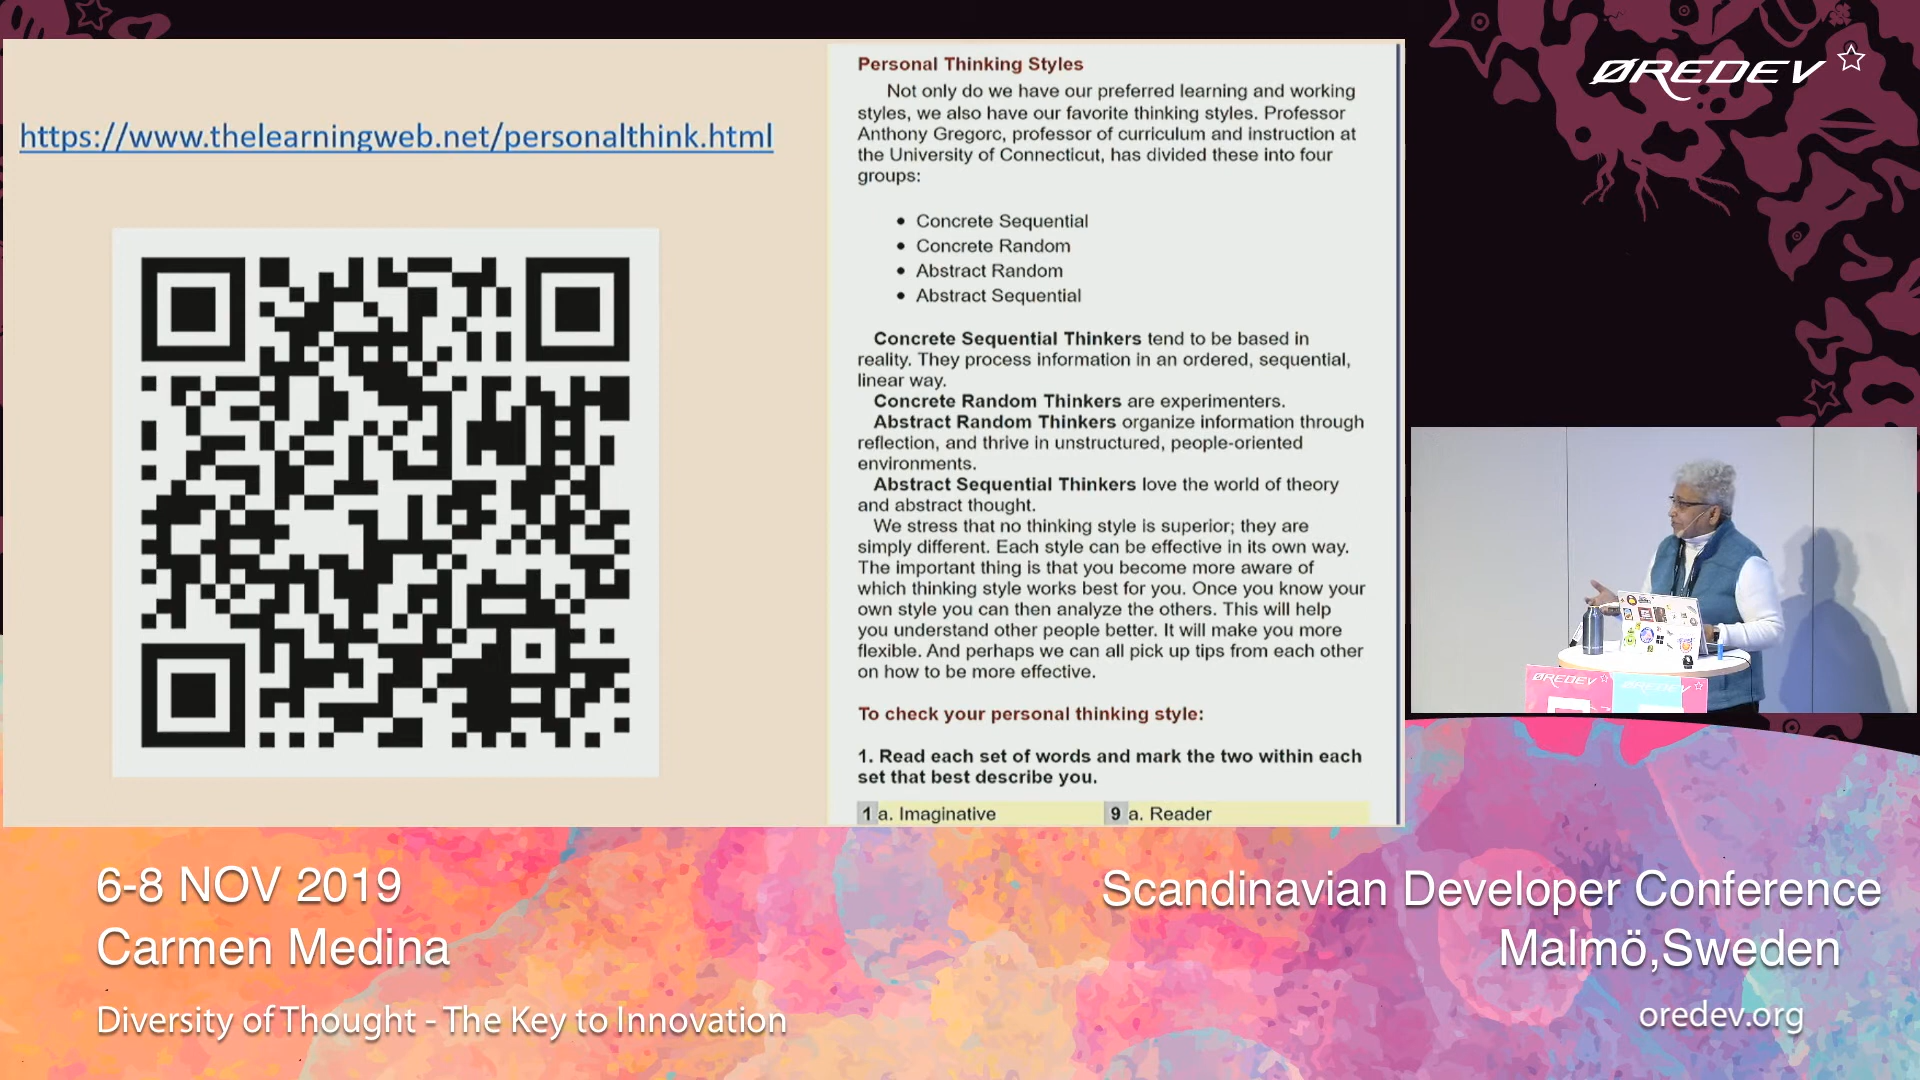 https://www.thelearningweb.net/personalthink.html
Personal Thinking Styles
Not only do we have our preferred learning and working
styles, we also have our favorite thinking styles. Professor
Anthony Gregorc, professor of curriculum and instruction at
the University of Connecticut, has divided these into four
groups:
• Concrete Sequential
• Concrete Random
• Abstract Random
• Abstract Sequential
Concrete Sequential Thinkers tend to be based in
reality. They process information in an ordered, sequential,
linear way.
Concrete Random Thinkers are experimenters.
Abstract Random Thinkers organize information through
reflection, and thrive in unstructured, people-oriented
environments.
Abstract Sequential Thinkers love the world of theory
and abstract thought.
We stress that no thinking style is superior; they are
simply different. Each style can be effective in its own way.
The important thing is that you become more aware of
which thinking style works best for you. Once you know your
own style you can then analyze the others. This will help
you understand other people better. It will make you more
flexible. And perhaps we can all pick up tips from each other
on how to be more effective.
To check your personal thinking style:
1. Read each set of words and mark the two within each
set that best describe you.
1 a. Imaginative 9 a. Reader
ØREDEV
ØREDEV ØREDEV
6-8 NOV 2019
Carmen Medina
Diversity of Thought - The Key to Innovation
Scandinavian Developer Conference
Malmö,Sweden
oredev.org